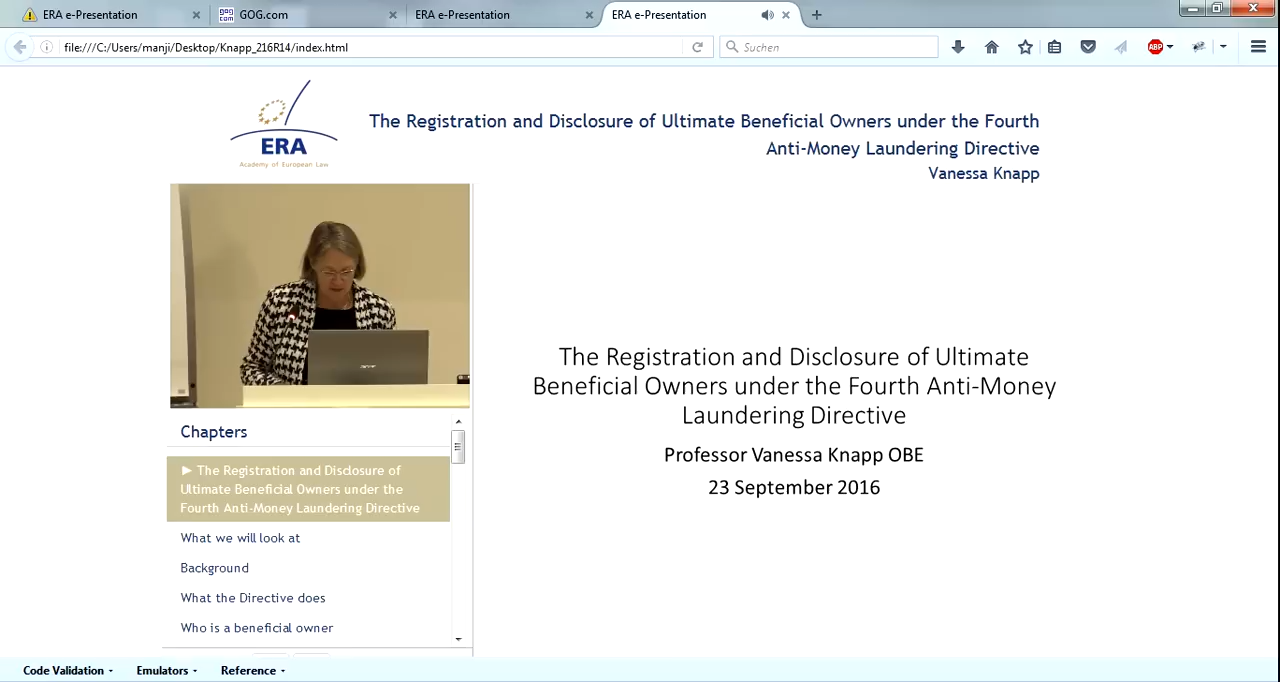 ERA e-Presentation
GOG.com
ERA e-Presentation
ERA e-Presentation
file:///C:/Users/manji/Desktop/Knapp_216R14/index.html
Suchen
ABP
ERA
Academy of European Law
The Registration and Disclosure of Ultimate Beneficial Owners under the Fourth
Anti-Money Laundering Directive
Vanessa Knapp
acer
Chapters
► The Registration and Disclosure of
Ultimate Beneficial Owners under the
Fourth Anti-Money Laundering Directive
What we will look at
Background
What the Directive does
Who is a beneficial owner
The Registration and Disclosure of Ultimate
Beneficial Owners under the Fourth Anti-Money
Laundering Directive
Professor Vanessa Knapp OBE
23 September 2016
Code Validation
Emulators
Reference